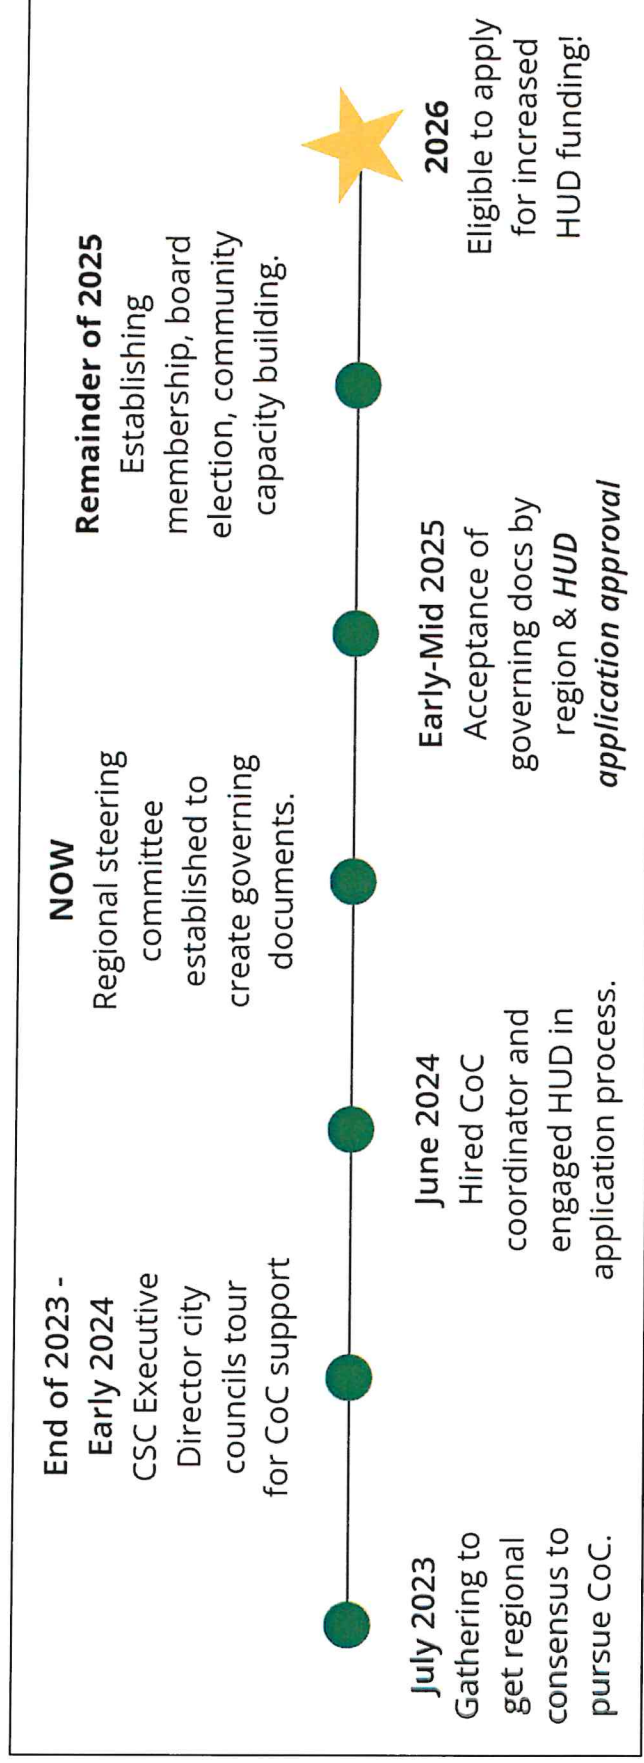 July 2023
Gathering to
get regional
consensus to
pursue CoC.
End of 2023 -
Early 2024
CSC Executive
Director city
councils tour
for CoC support
June 2024
Hired CoC
coordinator and
engaged HUD in
application process.
NOW
Regional steering
committee
established to
create governing
documents.
Early-Mid 2025
Acceptance of
governing docs by
region & HUD
application approval
Remainder of 2025
Establishing
membership, board
election, community
capacity building.
2026
Eligible to apply
for increased
HUD funding!